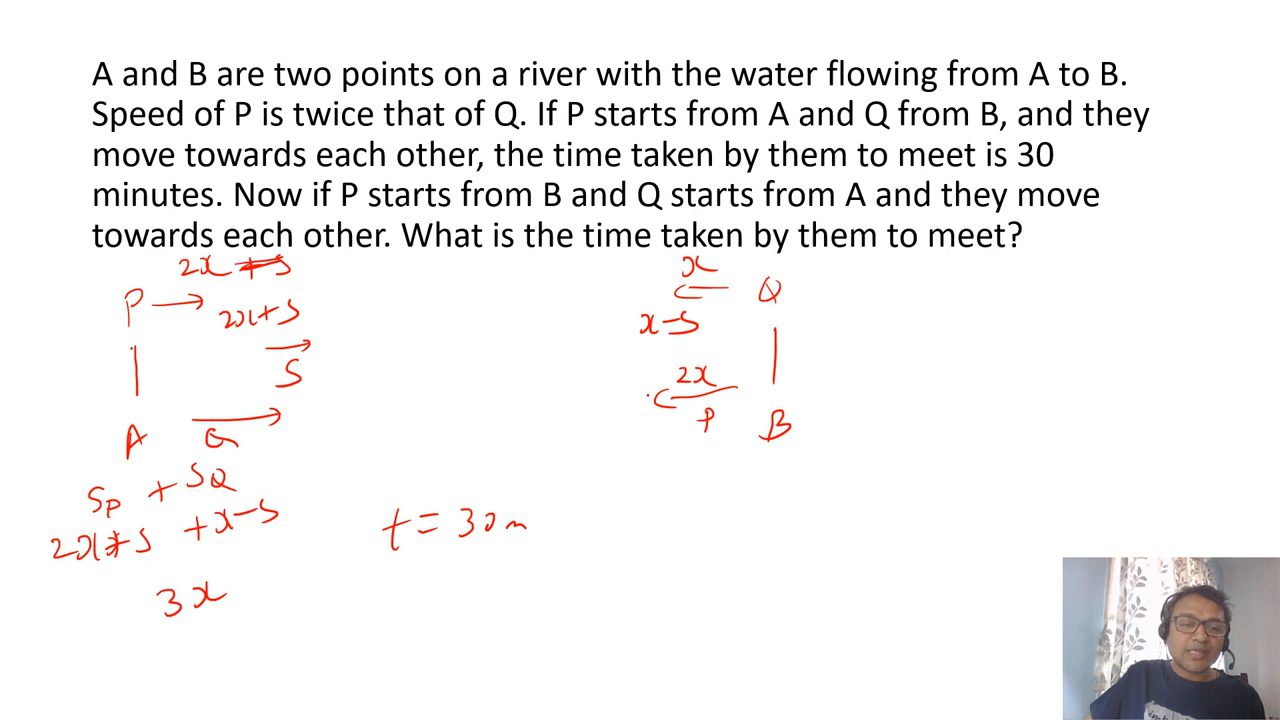 A and B are two points on a river with the water flowing from A to B.
Speed of P is twice that of Q. If P starts from A and Q from B, and they
move towards each other, the time taken by them to meet is 30
minutes. Now if P starts from B and Q starts from A and they move
towards each other. What is the time taken by them to meet?
2x + S
x
P
Q
2x+S
x-S
S
2x
P
A
Q
B
SP + SQ
2x+S + x-S
t = 30m
3x